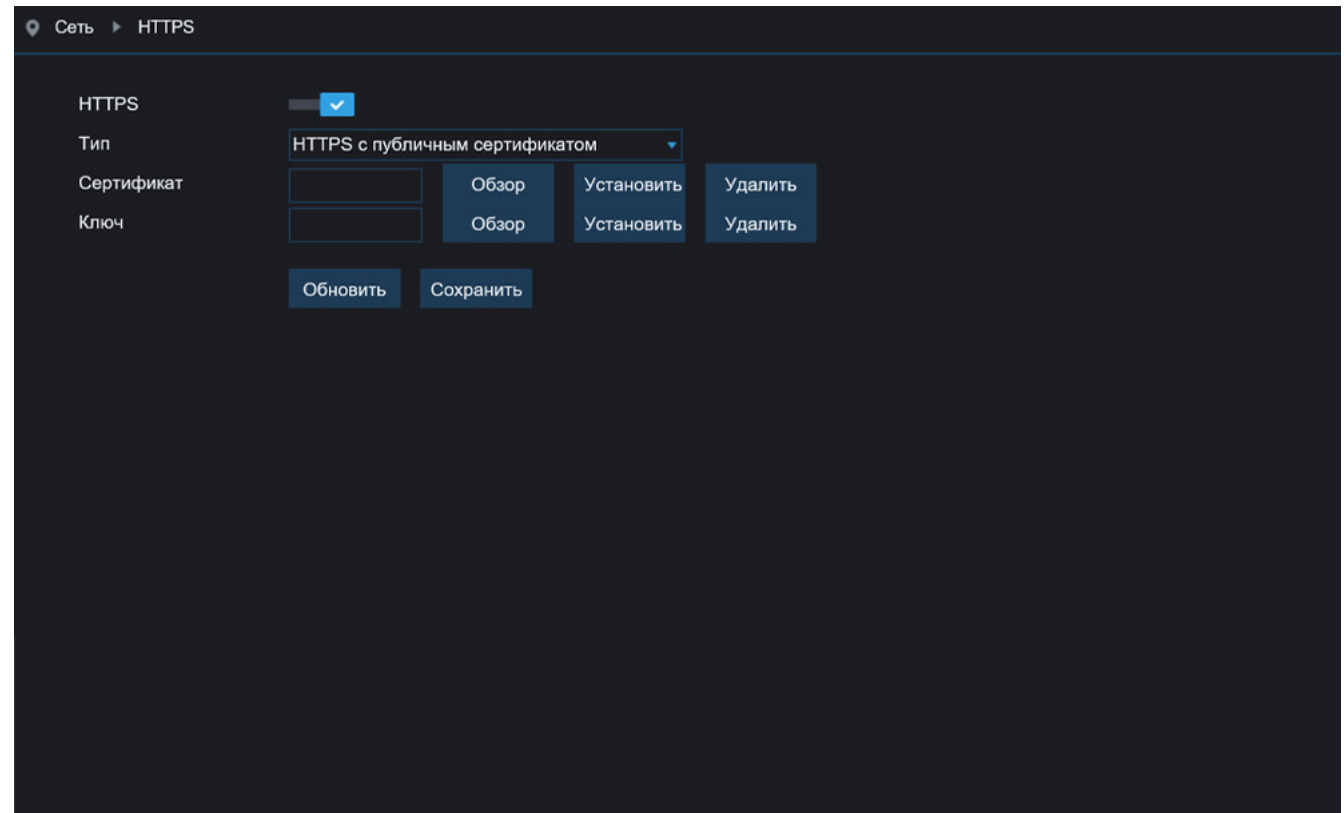 Сеть HTTPS
HTTPS
Тип HTTPS с публичным сертификатом
Сертификат Обзор Установить Удалить
Ключ Обзор Установить Удалить
Обновить Сохранить